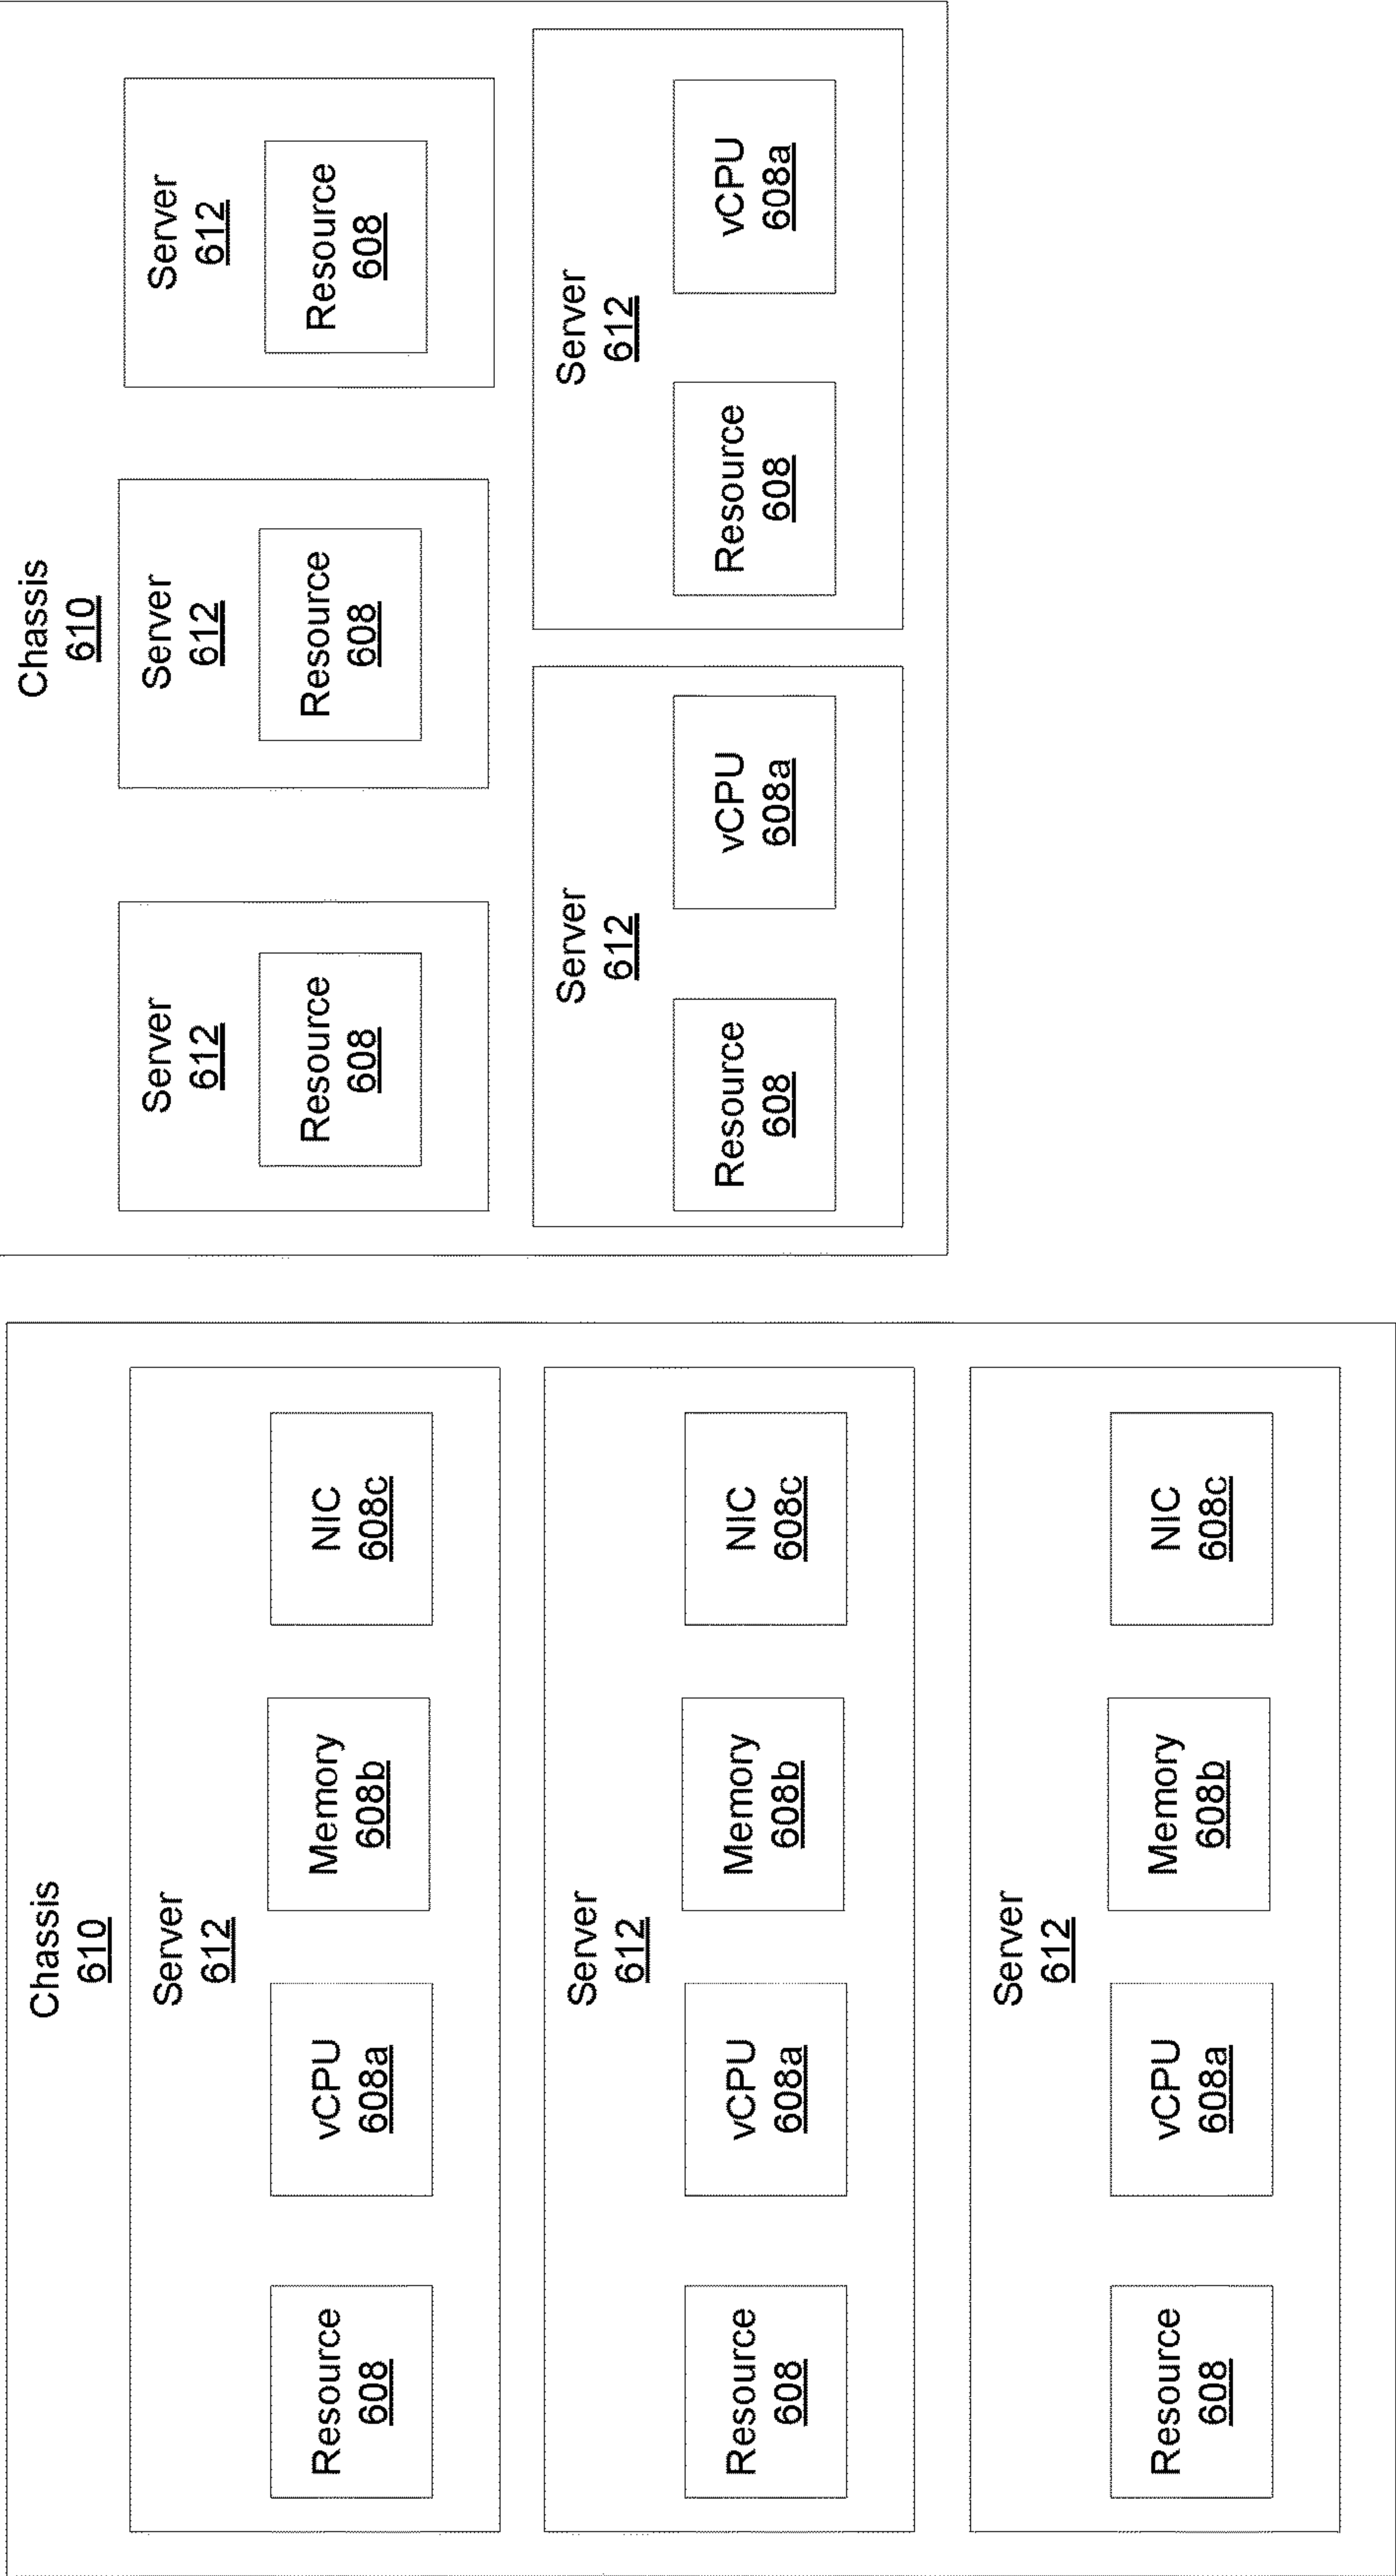 Chassis
610
Server
612
Resource
608
vCPU
608a
Memory
608b
NIC
608c
Server
612
Resource
608
vCPU
608a
Memory
608b
NIC
608c
Server
612
Resource
608
vCPU
608a
Memory
608b
NIC
608c
Chassis
610
Server
612
Resource
608
Server
612
Resource
608
Server
612
Resource
608
Server
612
Resource
608
vCPU
608a
Server
612
Resource
608
vCPU
608a